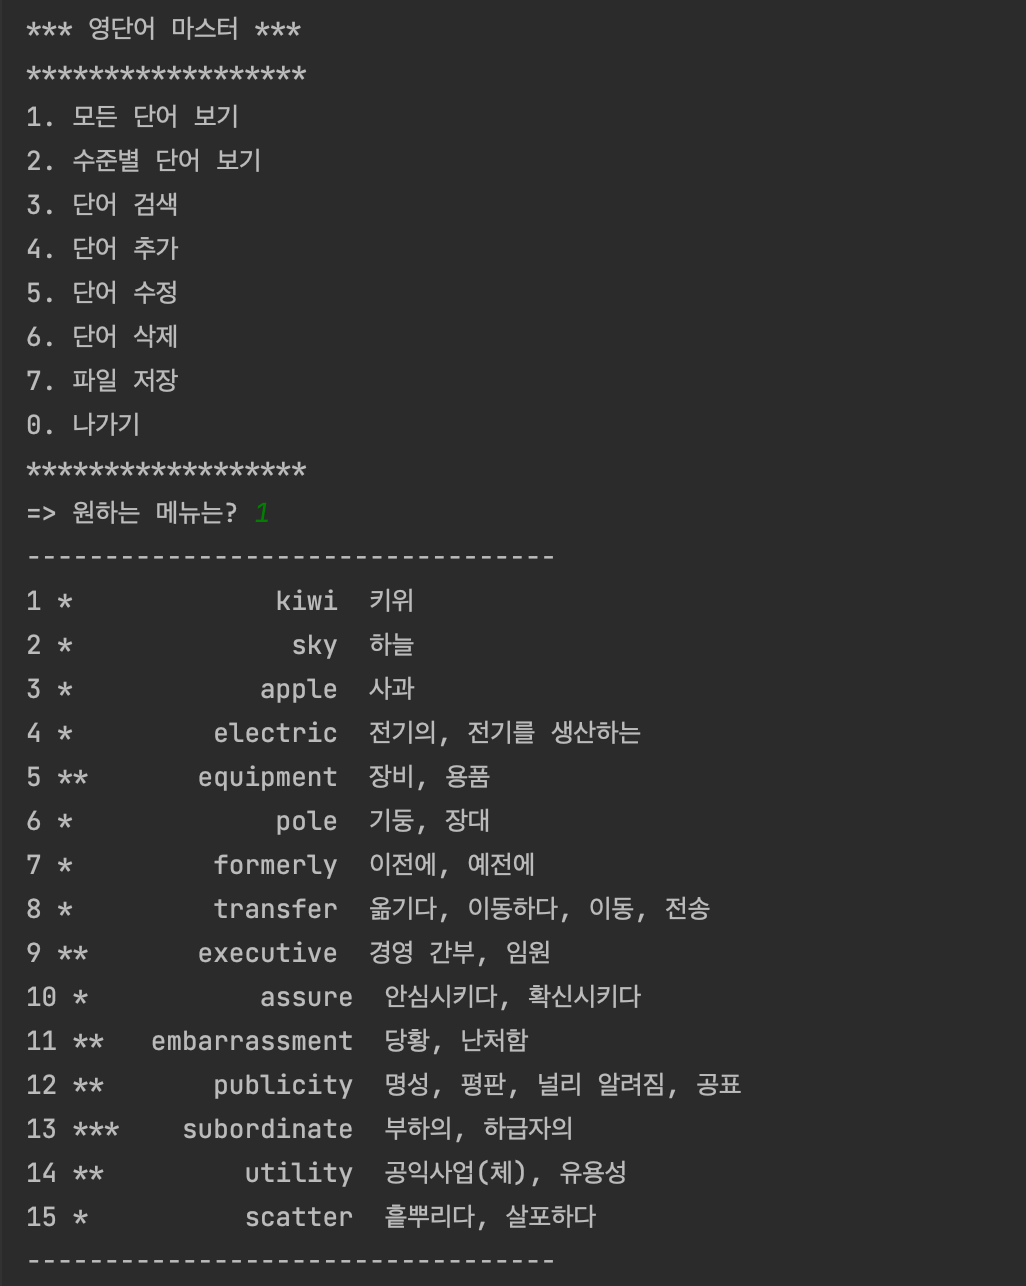 *** 영단어 마스터 ***
******************
1. 모든 단어 보기
2. 수준별 단어 보기
3. 단어 검색
4. 단어 추가
5. 단어 수정
6. 단어 삭제
7. 파일 저장
0. 나가기
******************
=> 원하는 메뉴는? 1
----------------------------------
1 *             kiwi  키위
2 *              sky  하늘
3 *            apple  사과
4 *         electric  전기의, 전기를 생산하는
5 **       equipment  장비, 용품
6 *             pole  기둥, 장대
7 *         formerly  이전에, 예전에
8 *         transfer  옮기다, 이동하다, 이동, 전송
9 **       executive  경영 간부, 임원
10 *           assure  안심시키다, 확신시키다
11 **   embarrassment  당황, 난처함
12 **       publicity  명성, 평판, 널리 알려짐, 공표
13 ***    subordinate  부하의, 하급자의
14 **         utility  공익사업(체), 유용성
15 *          scatter  흩뿌리다, 살포하다
----------------------------------